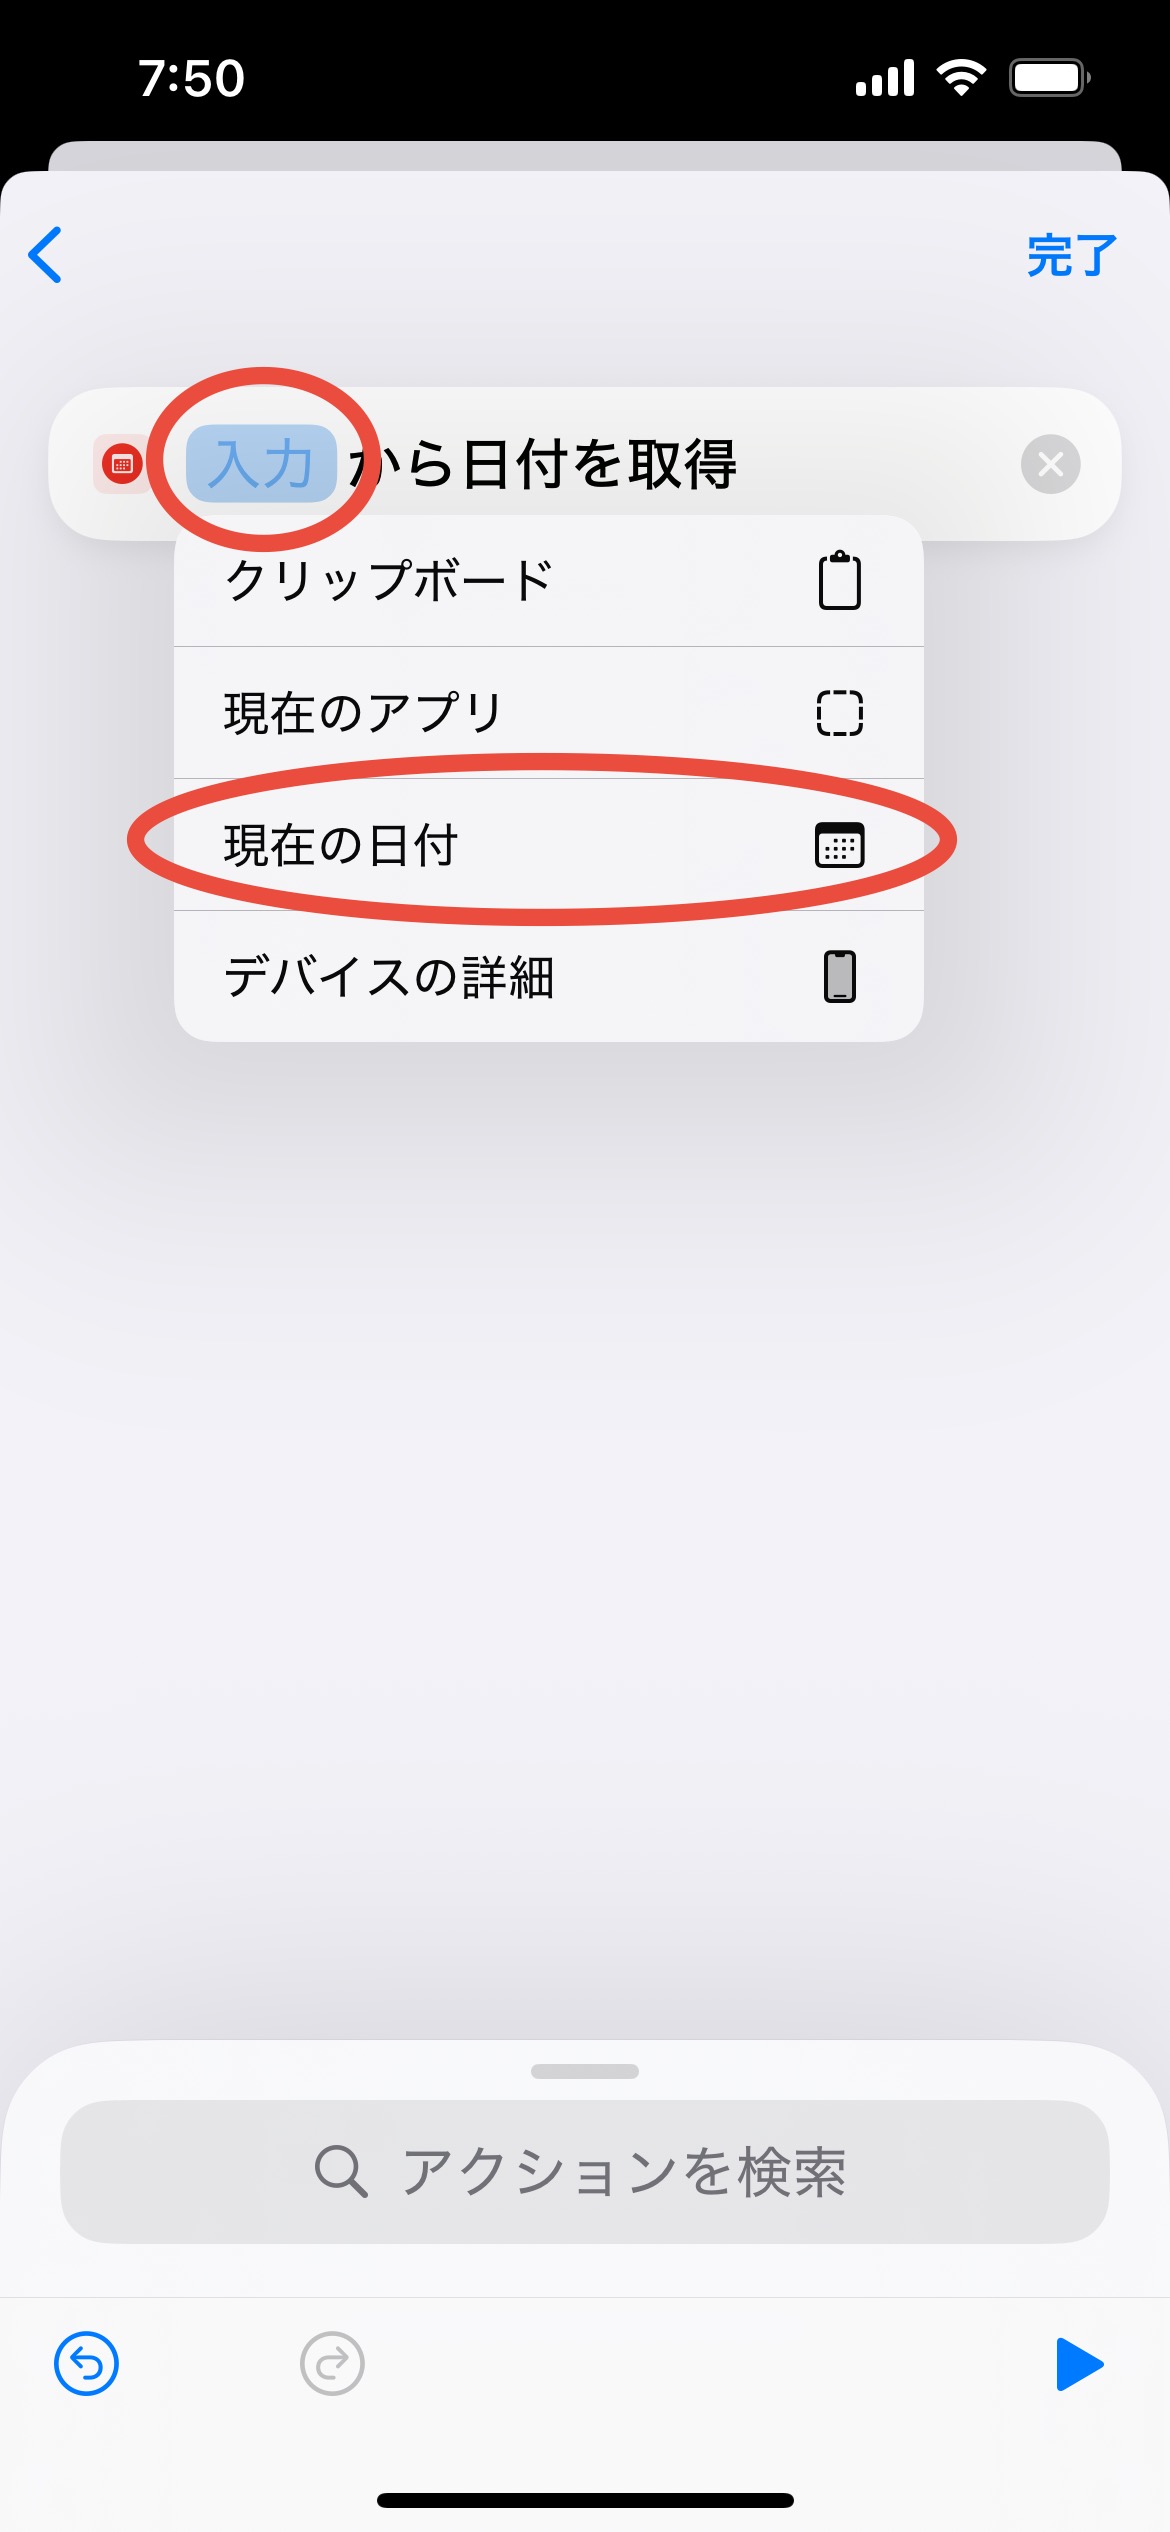 7:50
完了
入力 から日付を取得
クリップボード
現在のアプリ
現在の日付
デバイスの詳細
アクションを検索